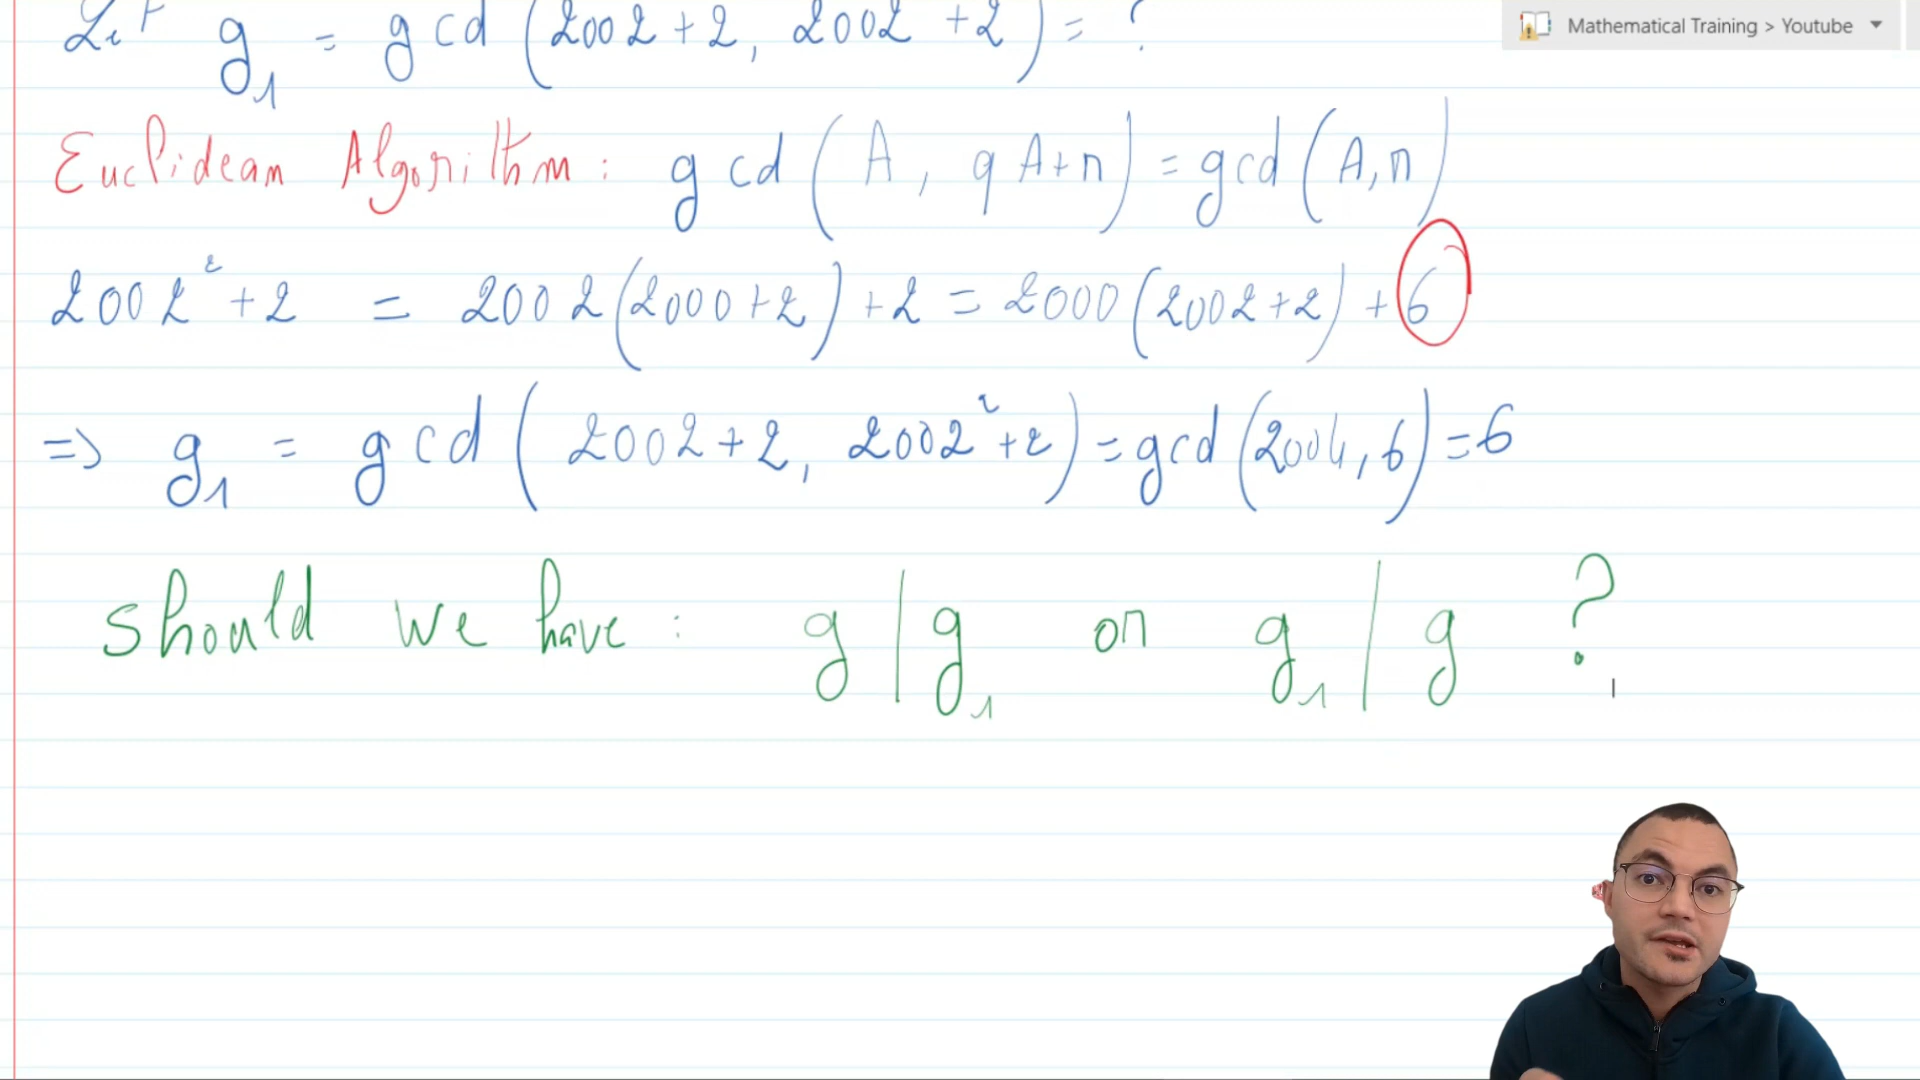 Mathematical Training > Youtube
Let g₁ = gcd (2002+2, 2002 +2) = ?
Euclidean Algorithm : gcd (A, qA+r) = gcd (A,r)
2002² +2 = 2002(2000+2) +2 = 2000(2002+2) + 6
=> g₁ = gcd ( 2002+2, 2002²+2) = gcd (2004, 6) = 6
should we have : g | g₁ or g₁ | g ?